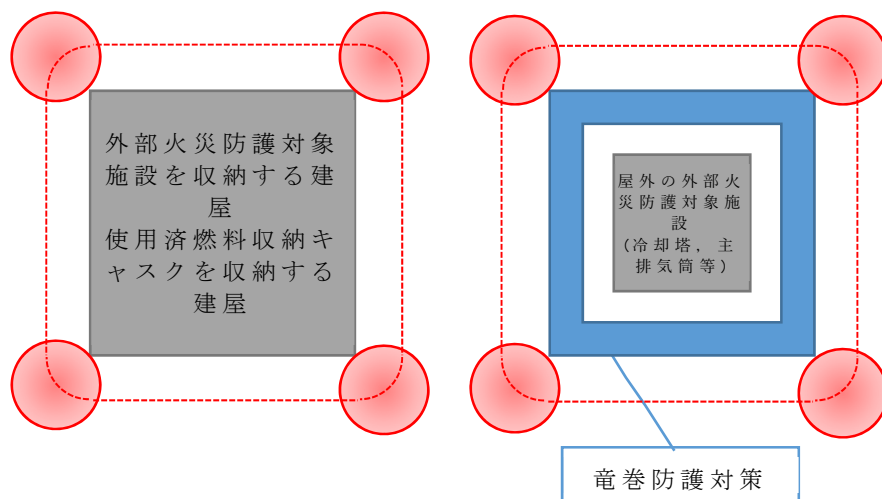 外部火災防護対象
施設を収納する建
屋
使用済燃料収納キ
ャスクを収納する
建屋
屋外の外部火
災防護対象施
設
(冷却塔，主
排気筒等)
竜巻防護対策